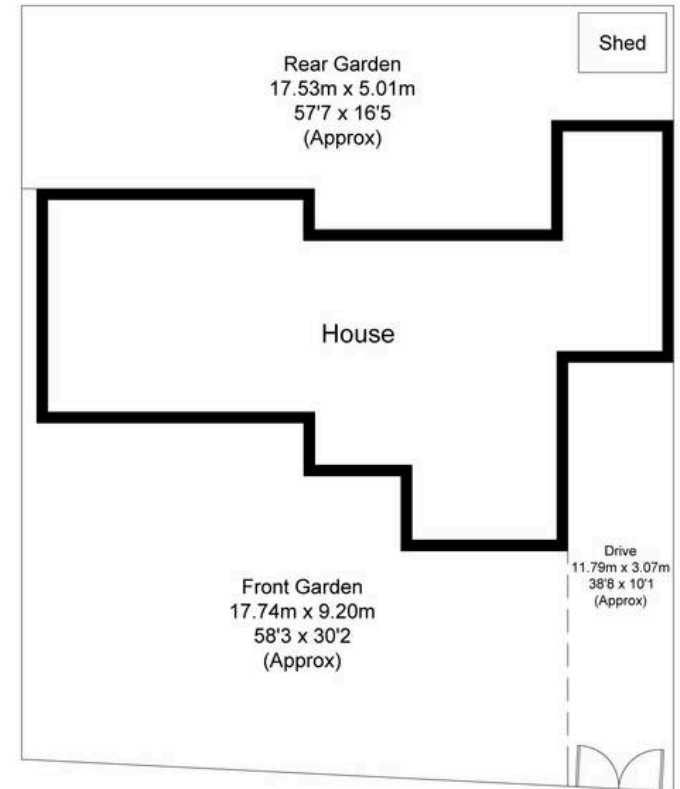 Rear Garden
17.53m x 5.01m
57'7 x 16'5
(Approx)
Shed
House
Drive
11.79m x 3.07m
38'8 x 10'1
(Approx)
Front Garden
17.74m x 9.20m
58'3 x 30'2
(Approx)